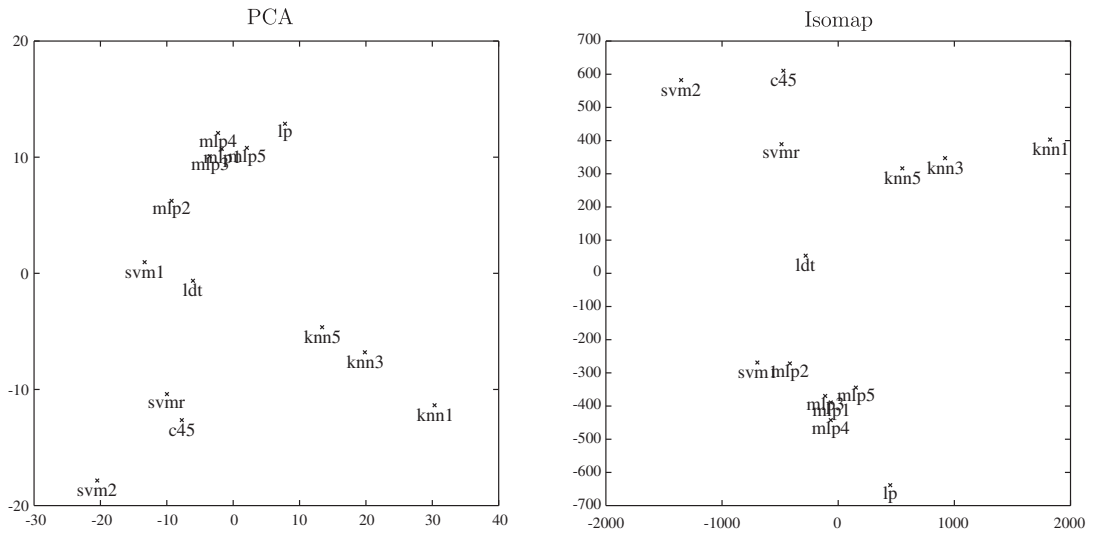 PCA
20
10
0
-10
-20
-30
-20
-10
0
10
20
30
40
mlp4
lp
mlp1
mlp5
mlp3
mlp2
svm1
ldt
knn5
knn3
svmr
knn1
c45
svm2
Isomap
700
600
500
400
300
200
100
0
-100
-200
-300
-400
-500
-600
-700
-2000
-1000
0
1000
2000
c45
svm2
svmr
knn1
knn3
knn5
ldt
svm1
mlp2
mlp5
mlp3
mlp1
mlp4
lp